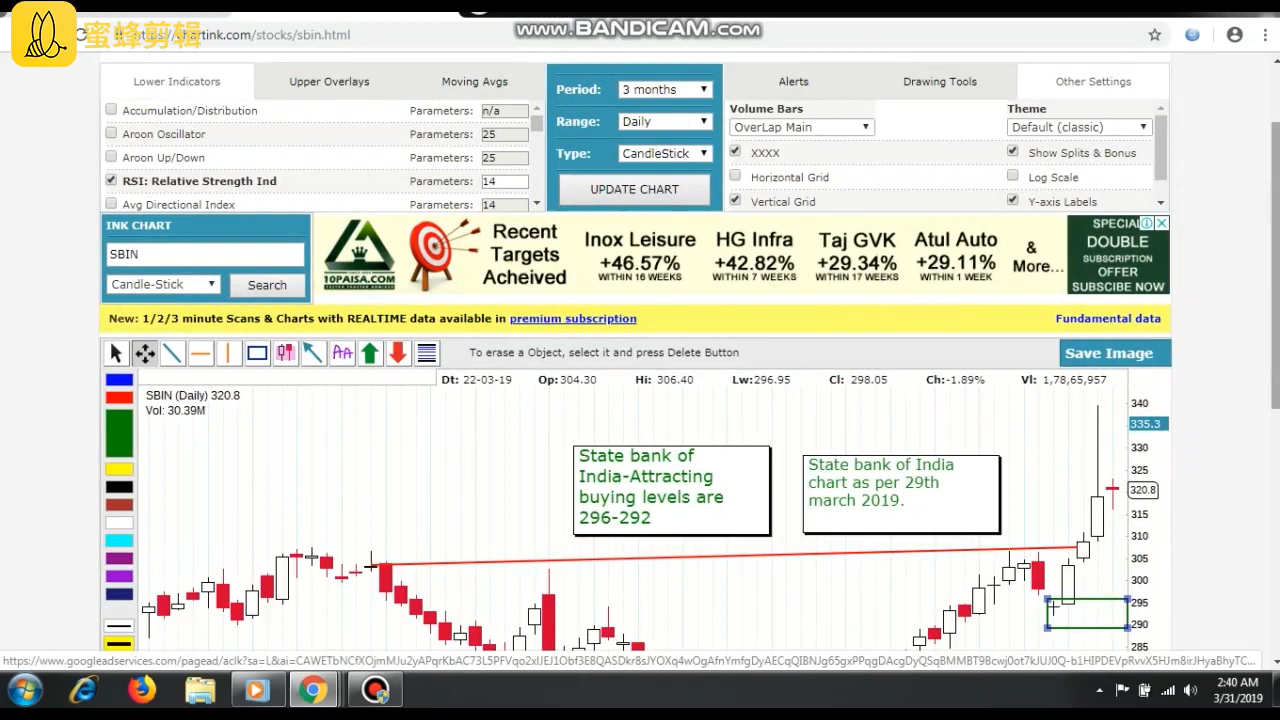 www.BANDICAM.com
蜜蜂剪辑
https://chartink.com/stocks/sbin.html
Lower Indicators
Upper Overlays
Moving Avgs
Accumulation/Distribution Parameters: n/a
Aroon Oscillator Parameters: 25
Aroon Up/Down Parameters: 25
RSI: Relative Strength Ind Parameters: 14
Avg Directional Index Parameters: 14
Period: 3 months
Range: Daily
Type: CandleStick
UPDATE CHART
Alerts
Drawing Tools
Other Settings
Volume Bars
OverLap Main
XXXX
Horizontal Grid
Vertical Grid
Theme
Default (classic)
Show Splits & Bonus
Log Scale
Y-axis Labels
INK CHART
SBIN
Candle-Stick
Search
10PAISA.COM
Recent
Targets
Acheived
Inox Leisure
+46.57%
WITHIN 16 WEEKS
HG Infra
+42.82%
WITHIN 7 WEEKS
Taj GVK
+29.34%
WITHIN 17 WEEKS
Atul Auto
+29.11%
WITHIN 1 WEEK
&
More...
SPECIAL
DOUBLE
SUBSCRIPTION
OFFER
SUBSCIBE NOW
New: 1/2/3 minute Scans & Charts with REALTIME data available in premium subscription
Fundamental data
To erase a Object, select it and press Delete Button
Save Image
Dt: 22-03-19 Op:304.30 Hi: 306.40 Lw:296.95 Cl: 298.05 Ch:-1.89% Vl: 1,78,65,957
SBIN (Daily) 320.8
Vol: 30.39M
State bank of
India-Attracting
buying levels are
296-292
State bank of India
chart as per 29th
march 2019.
340
335.3
330
325
320.8
315
310
305
300
295
290
285
2:40 AM
3/31/2019